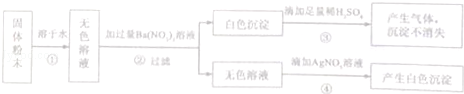 固体粉末
溶于水
①
无色溶液
加过量Ba(NO₃)₂溶液
② 过滤
白色沉淀
滴加足量稀H₂SO₄
③
产生气体,
沉淀不消失
无色溶液
滴加AgNO₃溶液
④
产生白色沉淀